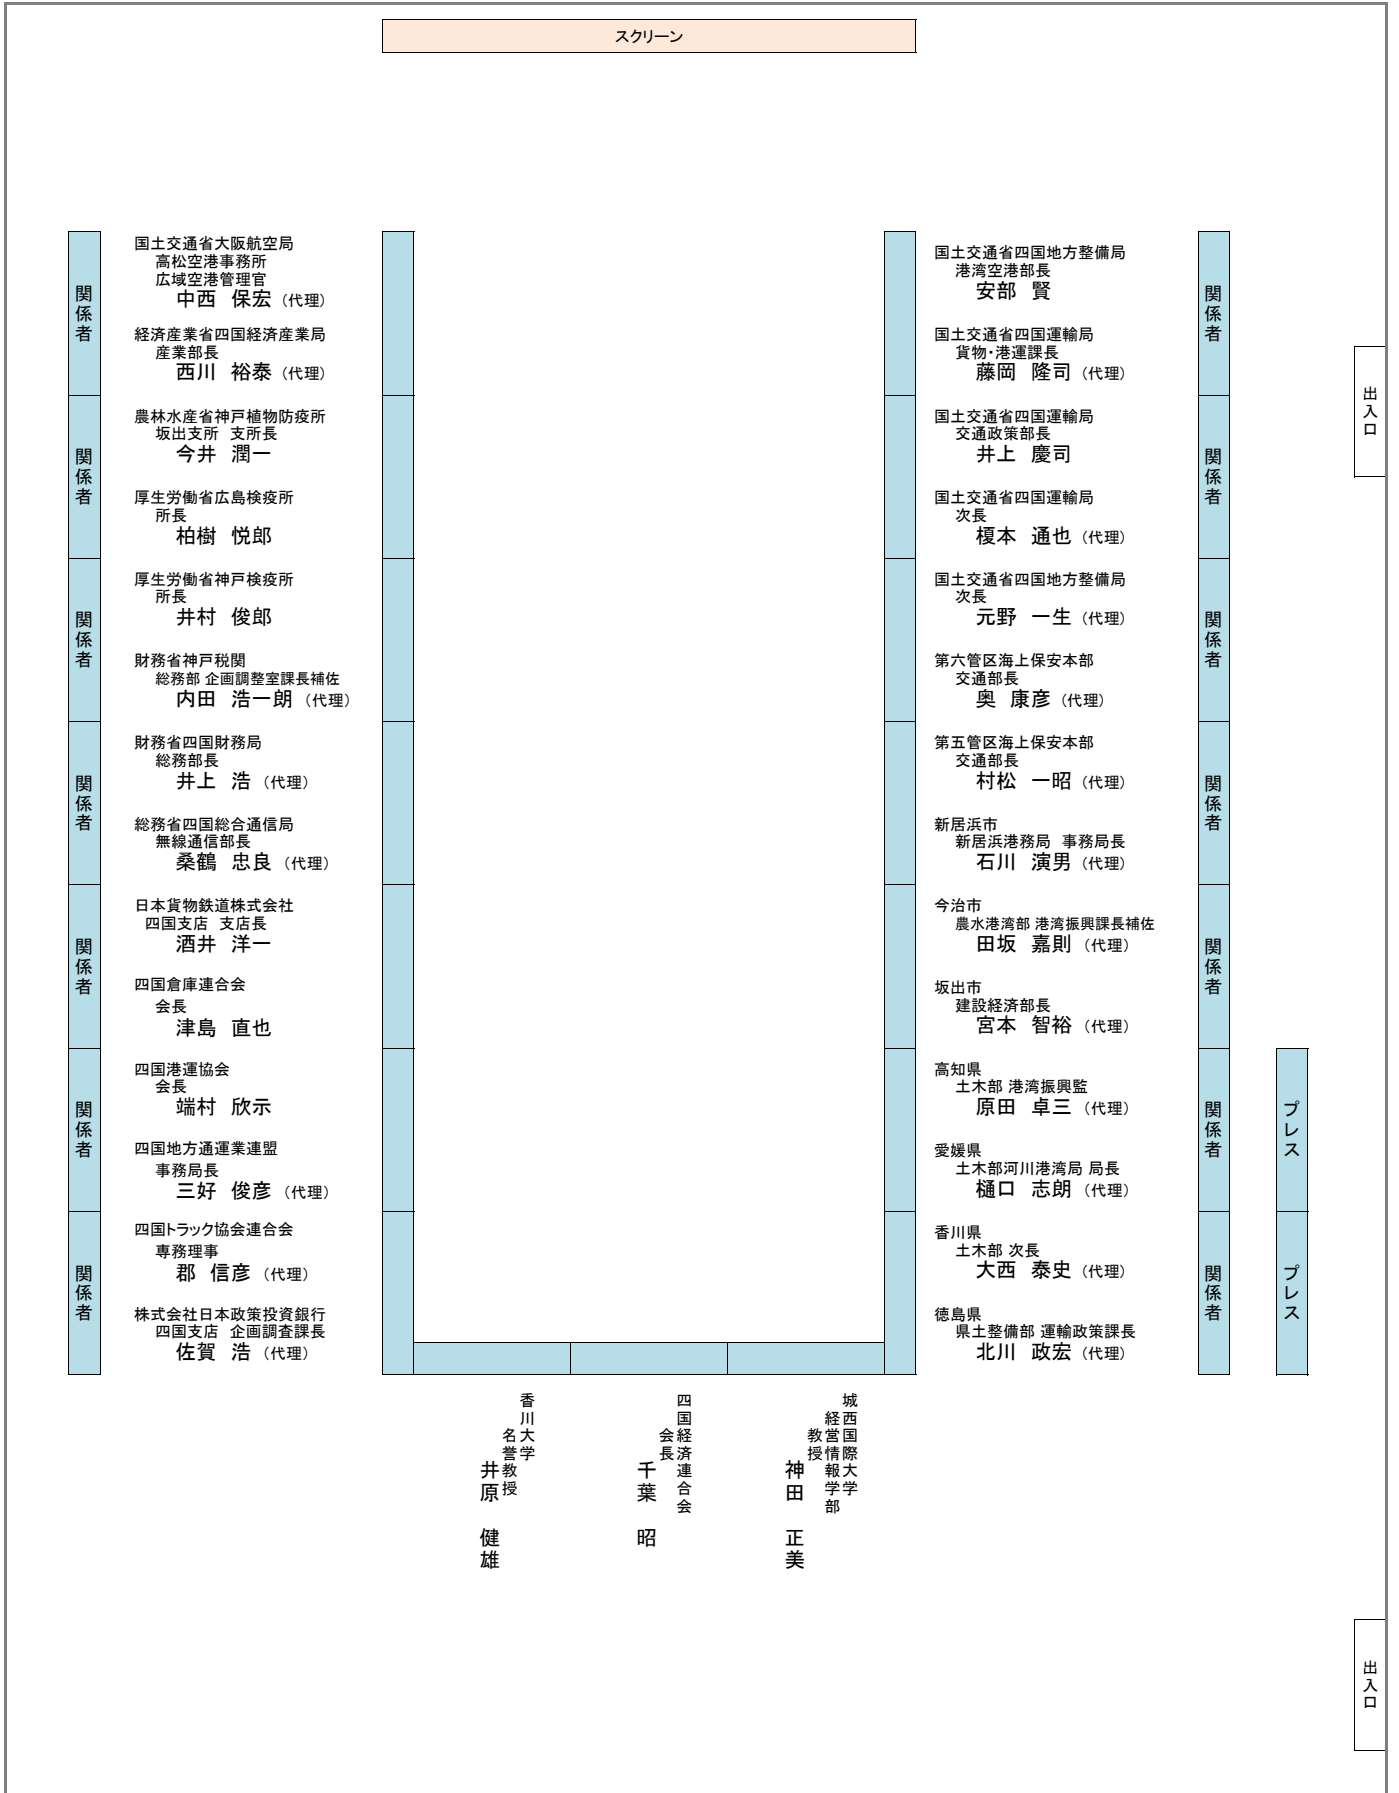 スクリーン
関係者
関係者
関係者
関係者
関係者
関係者
関係者
国土交通省大阪航空局
高松空港事務所
広域空港管理官
中西 保宏（代理）
経済産業省四国経済産業局
産業部長
西川 裕泰（代理）
農林水産省神戸植物防疫所
坂出支所 支所長
今井 潤一
厚生労働省広島検疫所
所長
柏樹 悦郎
厚生労働省神戸検疫所
所長
井村 俊郎
財務省神戸税関
総務部 企画調整室課長補佐
内田 浩一朗（代理）
財務省四国財務局
総務部長
井上 浩（代理）
総務省四国総合通信局
無線通信部長
桑鶴 忠良（代理）
日本貨物鉄道株式会社
四国支店 支店長
酒井 洋一
四国倉庫連合会
会長
津島 直也
四国港運協会
会長
端村 欣示
四国地方通運業連盟
事務局長
三好 俊彦（代理）
四国トラック協会連合会
専務理事
郡 信彦（代理）
株式会社日本政策投資銀行
四国支店 企画調査課長
佐賀 浩（代理）
国土交通省四国地方整備局
港湾空港部長
安部 賢
国土交通省四国運輸局
貨物・港運課長
藤岡 隆司（代理）
国土交通省四国運輸局
交通政策部長
井上 慶司
国土交通省四国運輸局
次長
榎本 通也（代理）
国土交通省四国地方整備局
次長
元野 一生（代理）
第六管区海上保安本部
交通部長
奥 康彦（代理）
第五管区海上保安本部
交通部長
村松 一昭（代理）
新居浜市
新居浜港務局 事務局長
石川 演男（代理）
今治市
農水港湾部 港湾振興課長補佐
田坂 嘉則（代理）
坂出市
建設経済部長
宮本 智裕（代理）
高知県
土木部 港湾振興監
原田 卓三（代理）
愛媛県
土木部河川港湾局 局長
樋口 志朗（代理）
香川県
土木部 次長
大西 泰史（代理）
徳島県
県土整備部 運輸政策課長
北川 政宏（代理）
関係者
関係者
関係者
関係者
関係者
関係者
関係者
プレス
プレス
出入口
出入口
香川大学
名誉教授
井原 健雄
四国経済連合会
会長
千葉 昭
城西国際大学
経営情報学部
教授
神田 正美